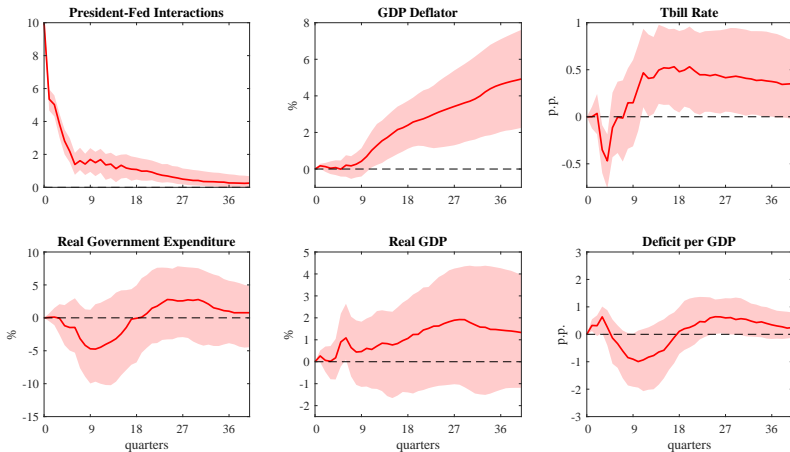 President-Fed Interactions
10
8
6
4
2
0
0 9 18 27 36
GDP Deflator
%
8
6
4
2
0
0 9 18 27 36
Tbill Rate
p.p.
0.5
0
-0.5
0 9 18 27 36
Real Government Expenditure
%
10
5
0
-5
-10
-15
0 9 18 27 36
quarters
Real GDP
%
5
4
3
2
1
0
-1
-2
0 9 18 27 36
quarters
Deficit per GDP
p.p.
3
2
1
0
-1
-2
-3
0 9 18 27 36
quarters